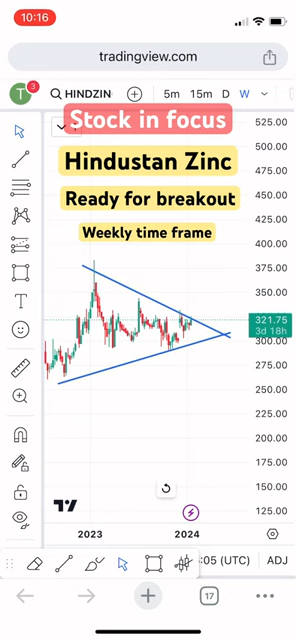 10:16
tradingview.com
T
3
HINDZIN
5m 15m D W
Stock in focus
Hindustan Zinc
Ready for breakout
Weekly time frame
525.00
500.00
475.00
450.00
425.00
400.00
375.00
350.00
321.75
3d 18h
300.00
275.00
250.00
225.00
200.00
175.00
150.00
125.00
2023 2024
:05 (UTC) ADJ
17